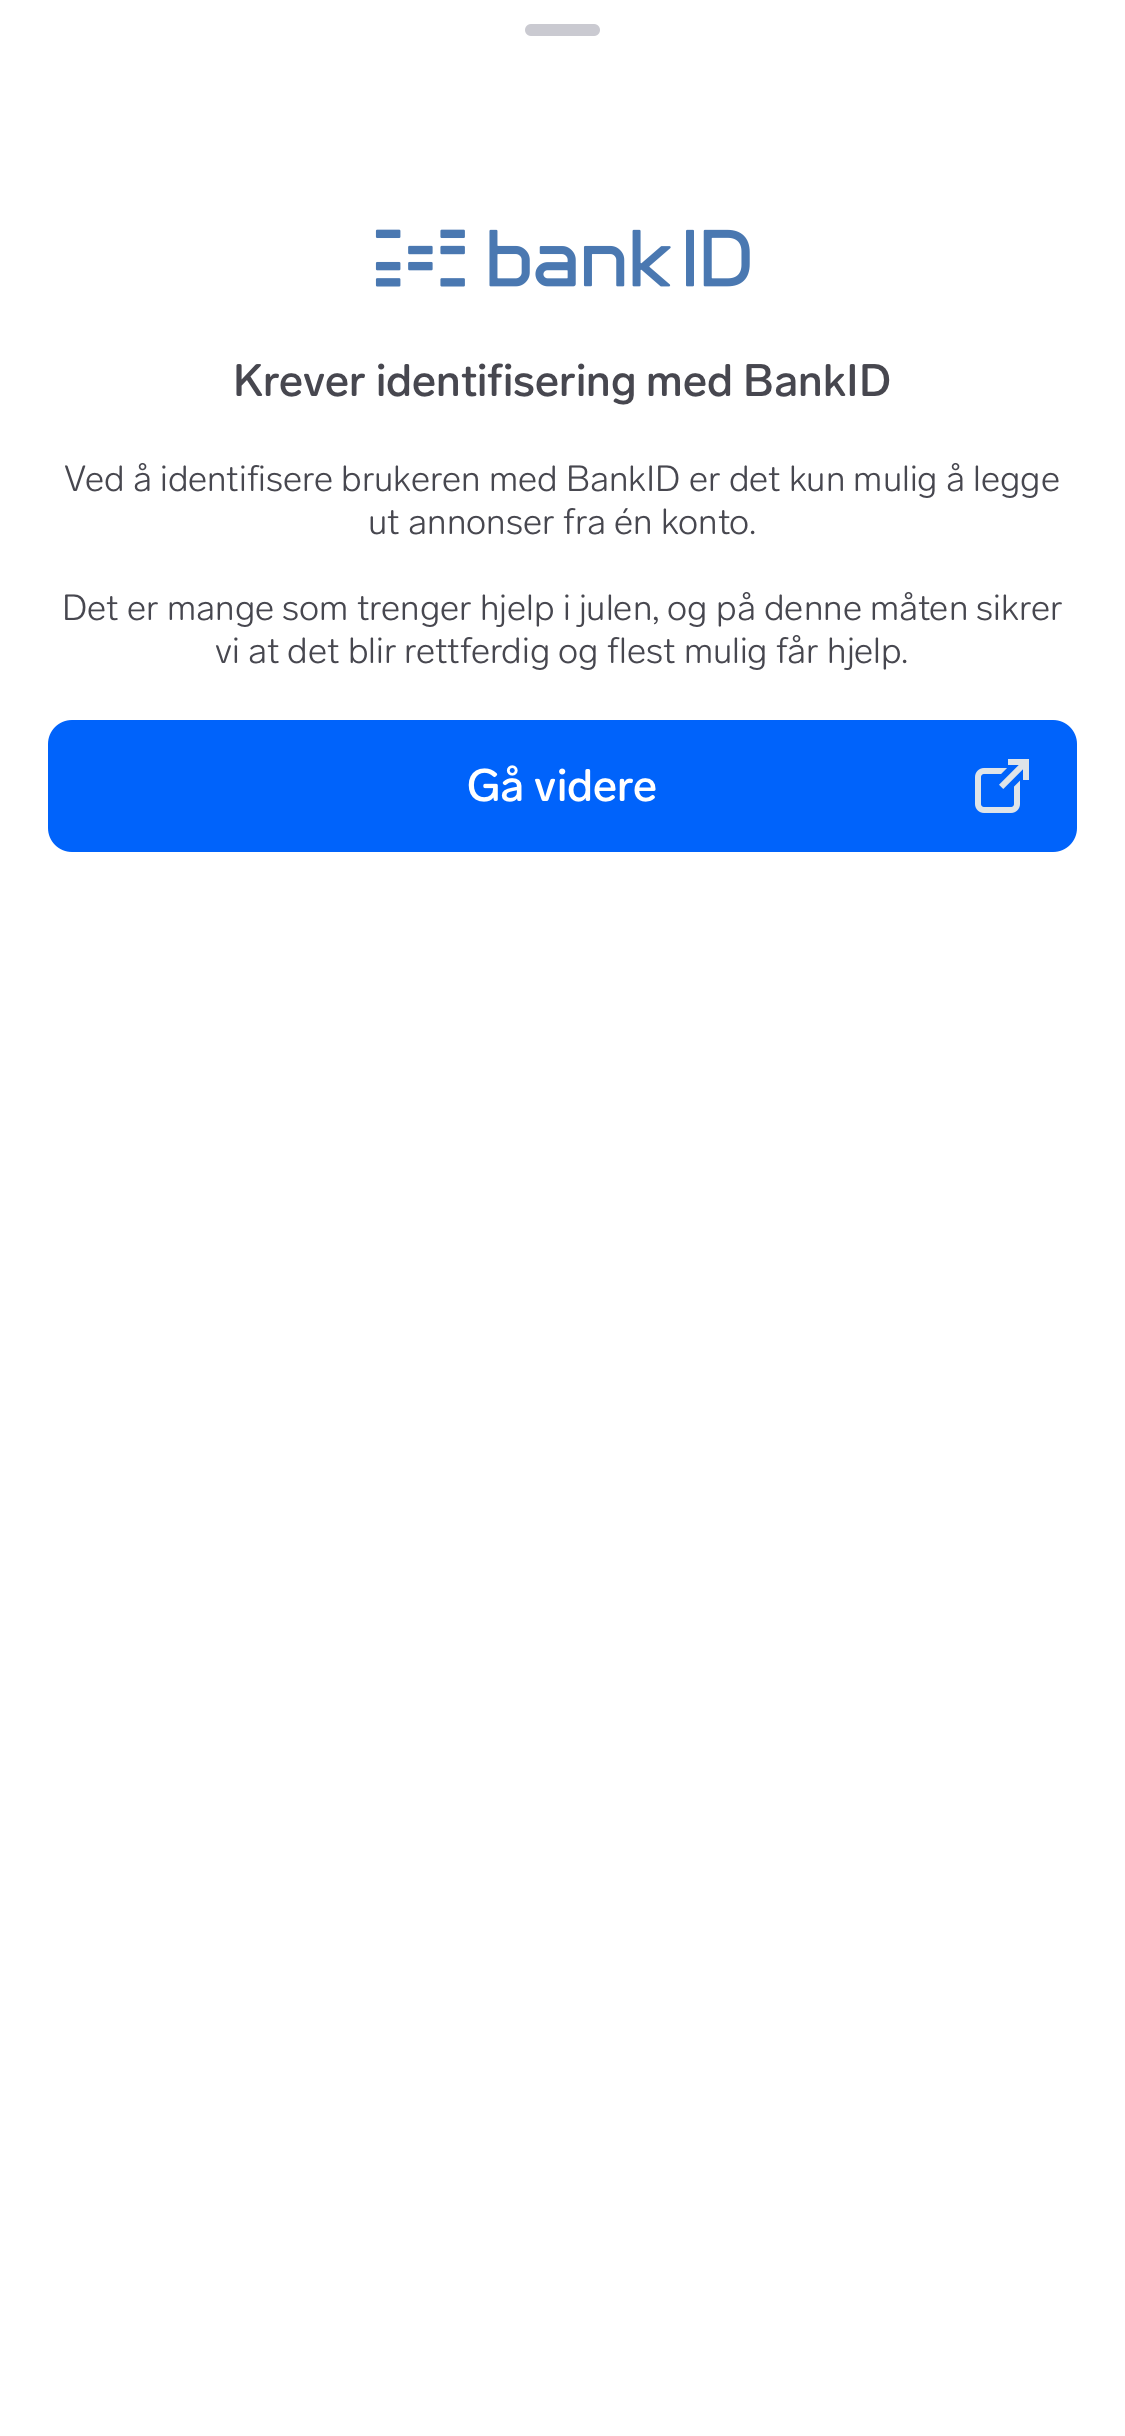 bankID
Krever identifisering med BankID
Ved å identifisere brukeren med BankID er det kun mulig å legge
ut annonser fra én konto.
Det er mange som trenger hjelp i julen, og på denne måten sikrer
vi at det blir rettferdig og flest mulig får hjelp.
Gå videre